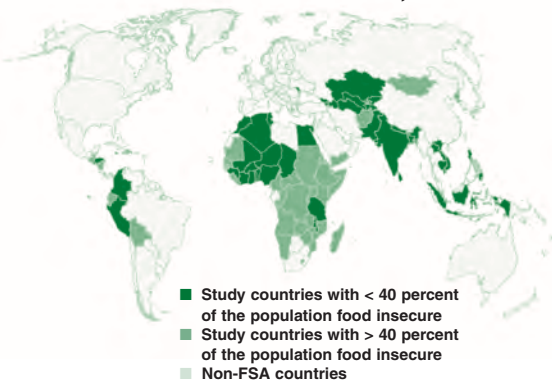 Study countries with < 40 percent
of the population food insecure
Study countries with > 40 percent
of the population food insecure
Non-FSA countries